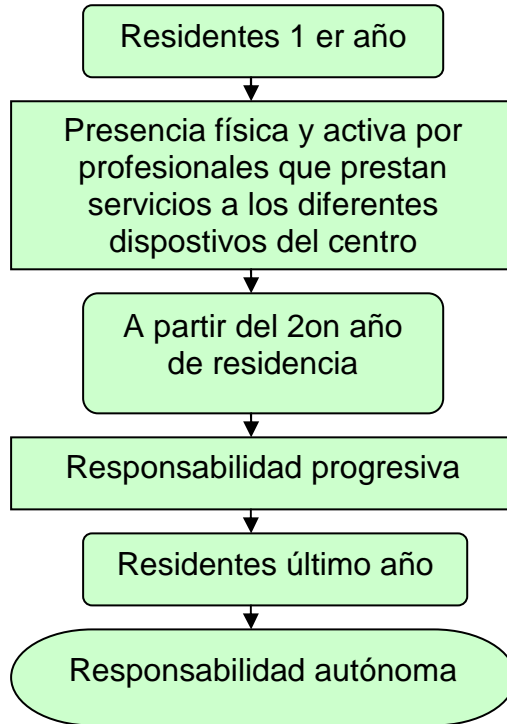 Residentes 1 er año
Presencia física y activa por
profesionales que prestan
servicios a los diferentes
dispostivos del centro
A partir del 2on año
de residencia
Responsabilidad progresiva
Residentes último año
Responsabilidad autónoma